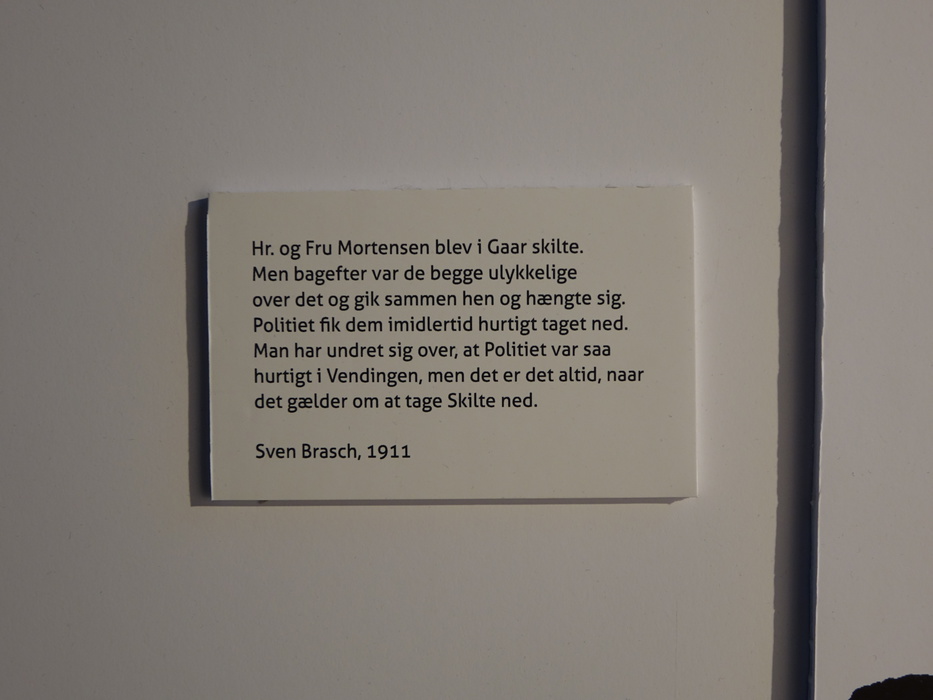 Hr. og Fru Mortensen blev i Gaar skilte.
Men bagefter var de begge ulykkelige
over det og gik sammen hen og hængte sig.
Politiet fik dem imidlertid hurtigt taget ned.
Man har undret sig over, at Politiet var saa
hurtigt i Vendingen, men det er det altid, naar
det gælder om at tage Skilte ned.
Sven Brasch, 1911